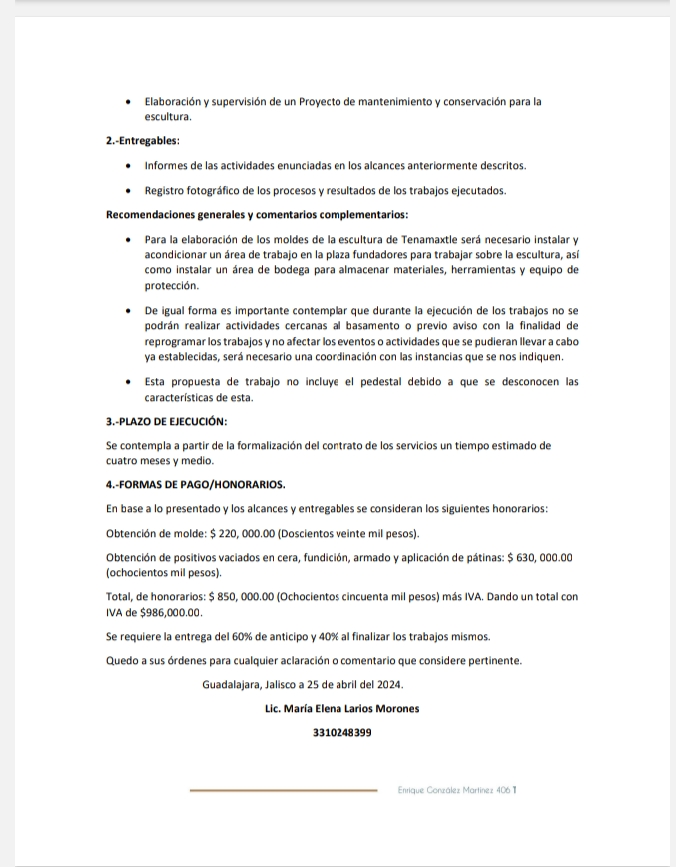 • Elaboración y supervisión de un Proyecto de mantenimiento y conservación para la
escultura.
2.-Entregables:
• Informes de las actividades enunciadas en los alcances anteriormente descritos.
• Registro fotográfico de los procesos y resultados de los trabajos ejecutados.
Recomendaciones generales y comentarios complementarios:
• Para la elaboración de los moldes de la escultura de Tenamaxtle será necesario instalar y
acondicionar un área de trabajo en la plaza fundadores para trabajar sobre la escultura, así
como instalar un área de bodega para almacenar materiales, herramientas y equipo de
protección.
• De igual forma es importante contemplar que durante la ejecución de los trabajos no se
podrán realizar actividades cercanas al basamento o previo aviso con la finalidad de
reprogramar los trabajos y no afectar los eventos o actividades que se pudieran llevar a cabo
ya establecidas, será necesario una coordinación con las instancias que se nos indiquen.
• Esta propuesta de trabajo no incluye el pedestal debido a que se desconocen las
características de esta.
3.-PLAZO DE EJECUCIÓN:
Se contempla a partir de la formalización del contrato de los servicios un tiempo estimado de
cuatro meses y medio.
4.-FORMAS DE PAGO/HONORARIOS.
En base a lo presentado y los alcances y entregables se consideran los siguientes honorarios:
Obtención de molde: $ 220, 000.00 (Doscientos veinte mil pesos).
Obtención de positivos vaciados en cera, fundición, armado y aplicación de pátinas: $ 630, 000.00
(ochocientos mil pesos).
Total, de honorarios: $ 850, 000.00 (Ochocientos cincuenta mil pesos) más IVA. Dando un total con
IVA de $986,000.00.
Se requiere la entrega del 60% de anticipo y 40% al finalizar los trabajos mismos.
Quedo a sus órdenes para cualquier aclaración o comentario que considere pertinente.
Guadalajara, Jalisco a 25 de abril del 2024.
Lic. María Elena Larios Morones
3310248399
Enrique González Martínez 406 1